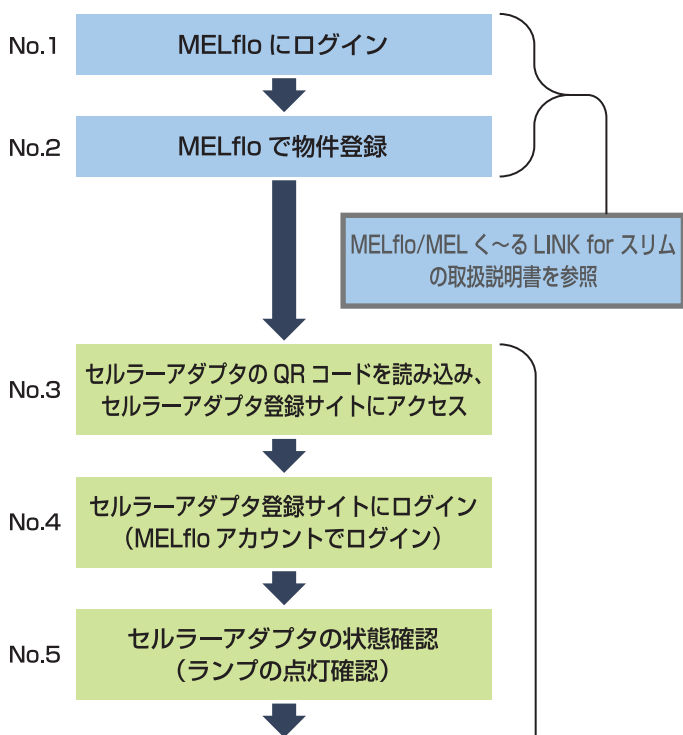 No.1
MELflo にログイン
No.2
MELflo で物件登録
MELflo/MEL く～る LINK for スリム
の取扱説明書を参照
No.3
セルラーアダプタの QR コードを読み込み、
セルラーアダプタ登録サイトにアクセス
No.4
セルラーアダプタ登録サイトにログイン
（MELflo アカウントでログイン）
No.5
セルラーアダプタの状態確認
（ランプの点灯確認）